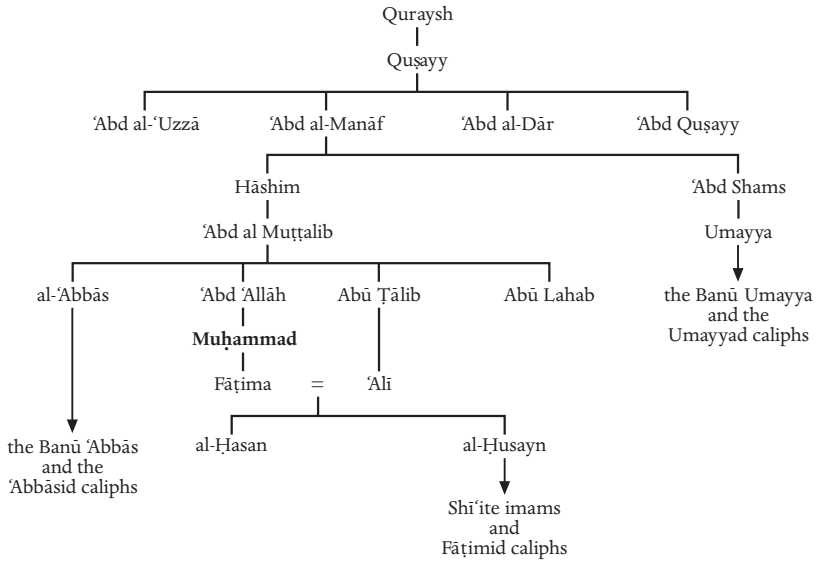 Quraysh
Quṣayy
ʿAbd al-ʿUzzā
ʿAbd al-Manāf
ʿAbd al-Dār
ʿAbd Quṣayy
Hāshim
ʿAbd Shams
ʿAbd al Muṭṭalib
Umayya
al-ʿAbbās
ʿAbd ʿAllāh
Abū Ṭālib
Abū Lahab
the Banū Umayya
and the
Umayyad caliphs
Muḥammad
Fāṭima = ʿAlī
the Banū ʿAbbās
and the
ʿAbbāsid caliphs
al-Ḥasan
al-Ḥusayn
Shīʿite imams
and
Fāṭimid caliphs